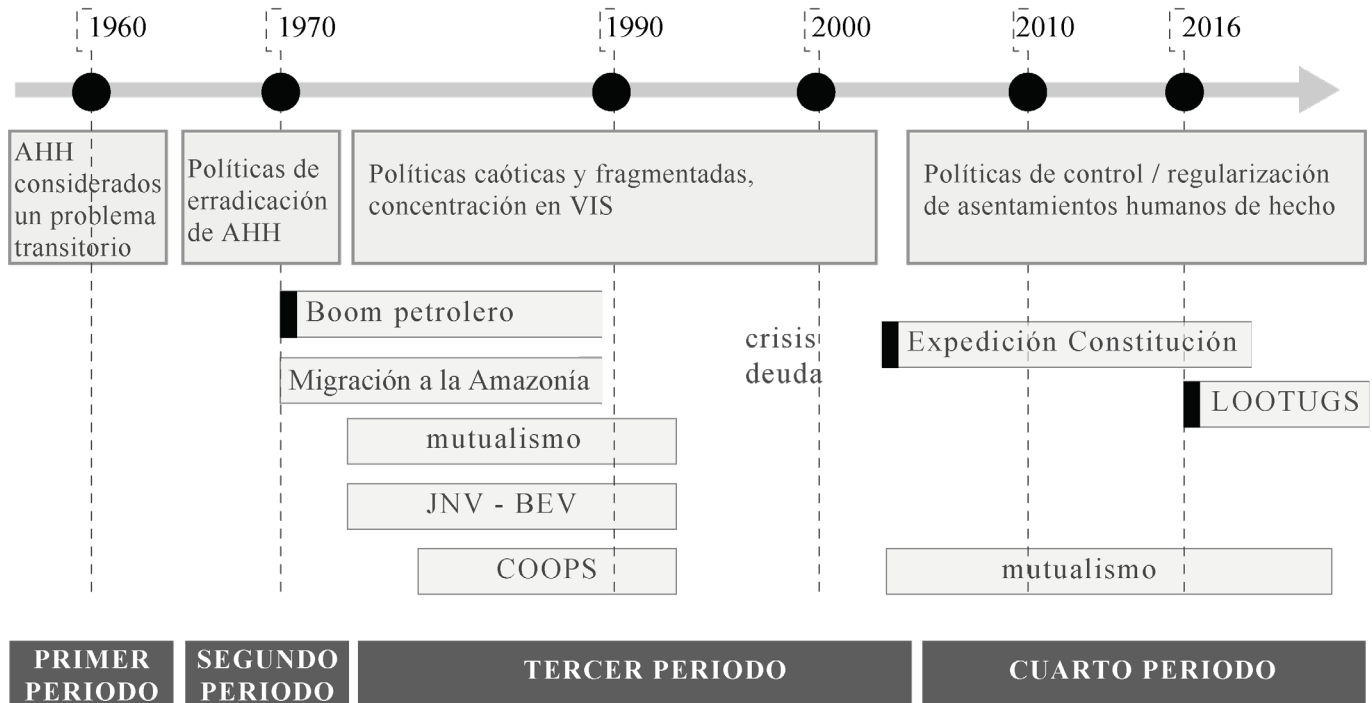 1960
1970
1990
2000
2010
2016
AHH
considerados
un problema
transitorio
Políticas de
erradicación
de AHH
Políticas caóticas y fragmentadas,
concentración en VIS
Políticas de control / regularización
de asentamientos humanos de hecho
Boom petrolero
Migración a la Amazonía
mutualismo
JNV - BEV
COOPS
crisis
deuda
Expedición Constitución
LOOTUGS
mutualismo
PRIMER
PERIODO
SEGUNDO
PERIODO
TERCER PERIODO
CUARTO PERIODO